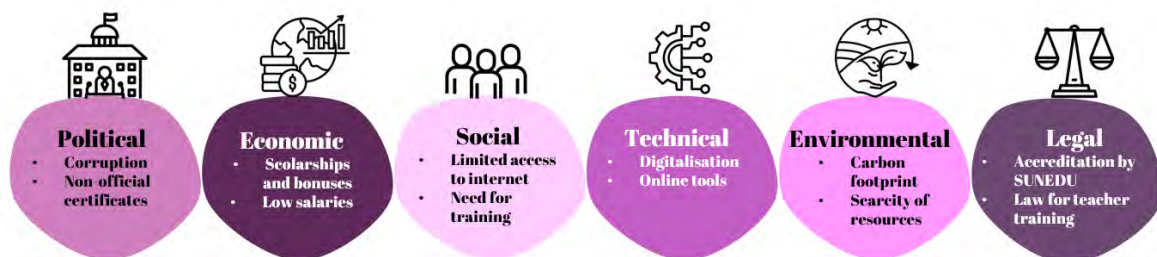 Political
• Corruption
• Non-official
certificates
Economic
• Scolarships
and bonuses
• Low salaries
Social
• Limited access
to internet
• Need for
training
Technical
• Digitalisation
• Online tools
Environmental
• Carbon
footprint
• Scarcity of
resources
Legal
• Accreditation by
SUNEDU
• Law for teacher
training